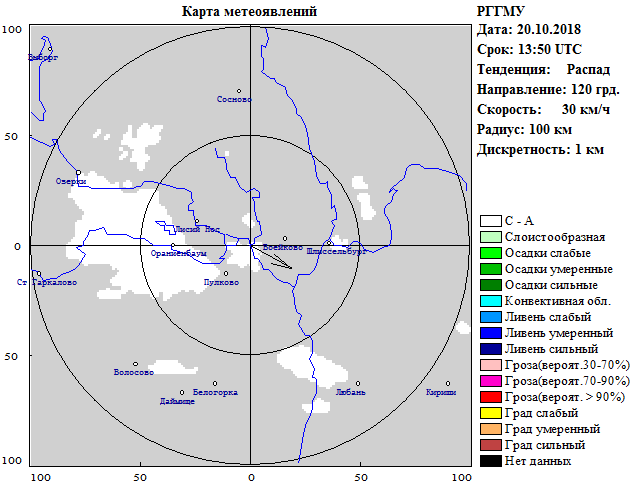 Карта метеоявлений
РГГМУ
Дата: 20.10.2018
Срок: 13:50 UTC
Тенденция: Распад
Направление: 120 грд.
Скорость: 30 км/ч
Радиус: 100 км
Дискретность: 1 км
100
50
0
50
100
Выборг
Сосново
Озерки
Лисий Нос
Воейково
Шлиссельбург
Ораниенбаум
Ст Гаркалово
Пулково
Волосово
Белогорка
Даймище
Любань
Кириши
100
50
0
50
100
С - А
Слоистообразная
Осадки слабые
Осадки умеренные
Осадки сильные
Конвективная обл.
Ливень слабый
Ливень умеренный
Ливень сильный
Гроза(вероят.30-70%)
Гроза(вероят.70-90%)
Гроза(вероят. > 90%)
Град слабый
Град умеренный
Град сильный
Нет данных